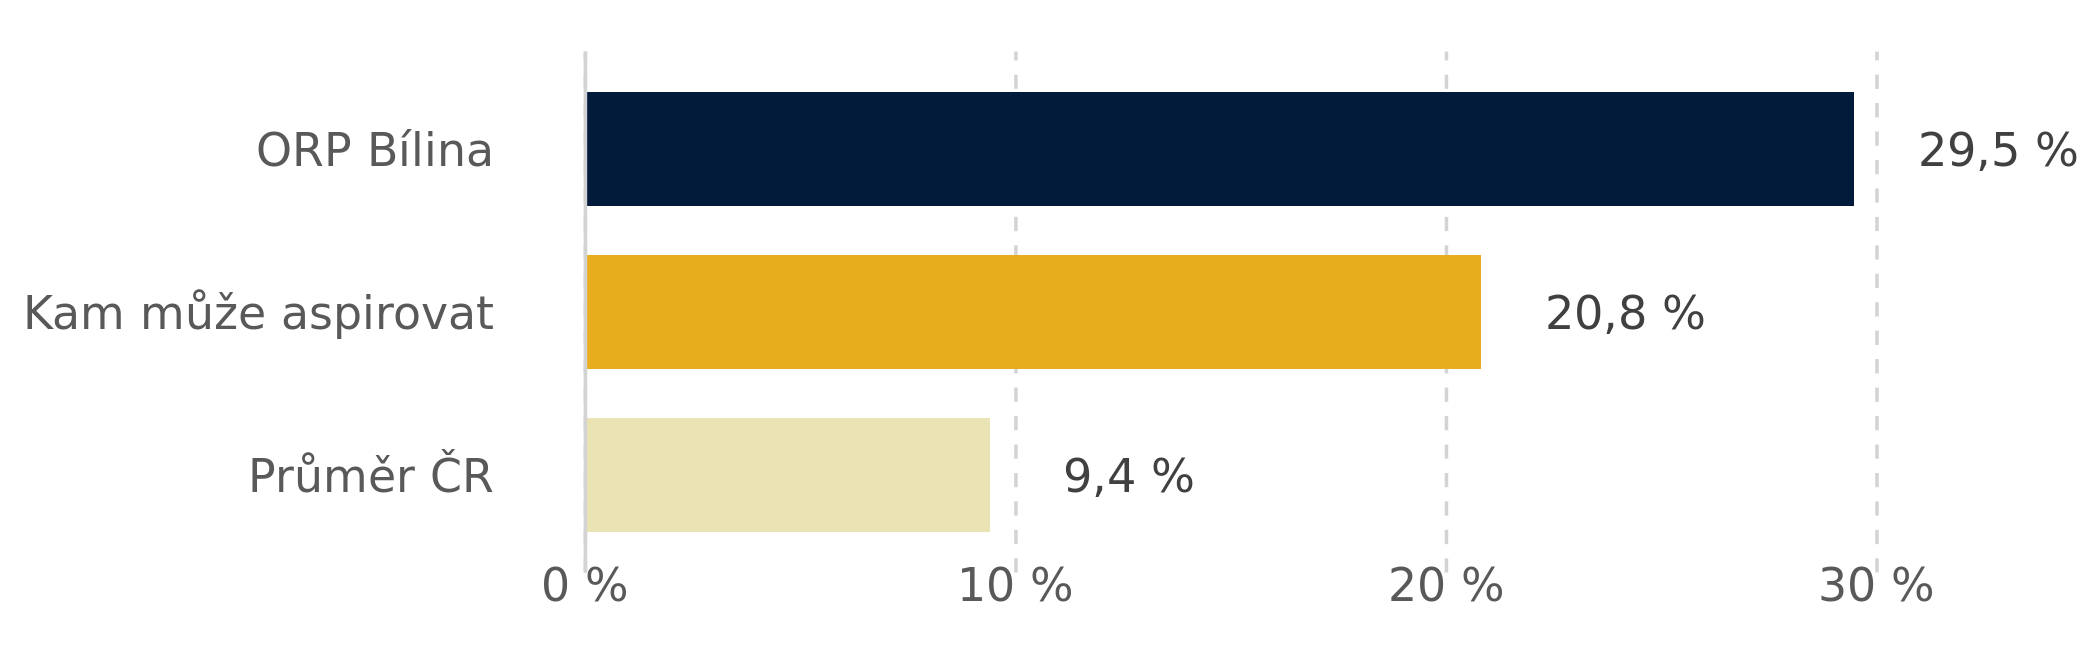 ORP Bílina
29,5 %
Kam může aspirovat
20,8 %
Průměr ČR
9,4 %
0 %
10 %
20 %
30 %